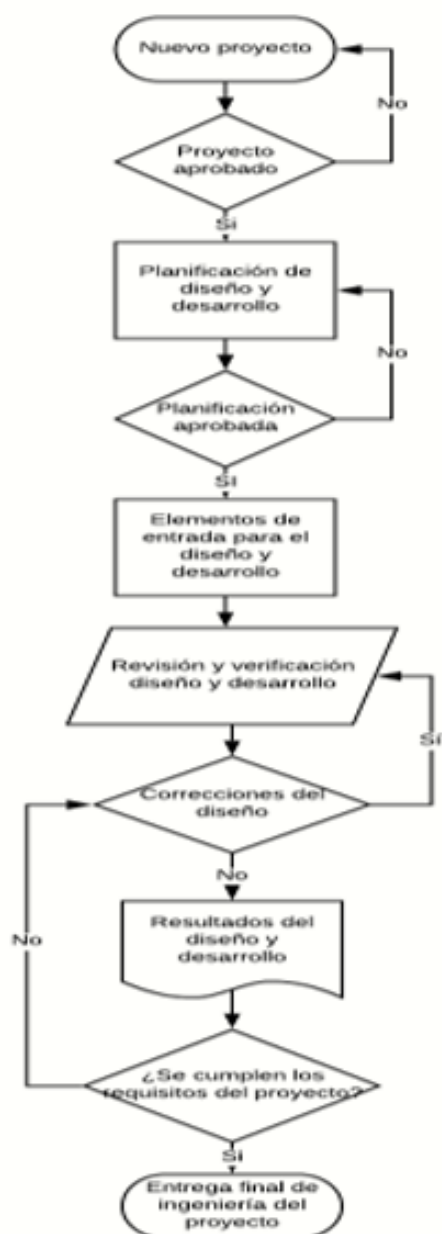 Nuevo proyecto
No
Proyecto
aprobado
Si
Planificación de
diseño y
desarrollo
No
Planificación
aprobada
Si
Elementos de
entrada para el
diseño y
desarrollo
Revisión y verificación
diseño y desarrollo
Si
Correcciones del
diseño
No
Resultados del
diseño y
desarrollo
No
¿Se cumplen los
requisitos del proyecto?
Si
Entrega final de
ingeniería del
proyecto